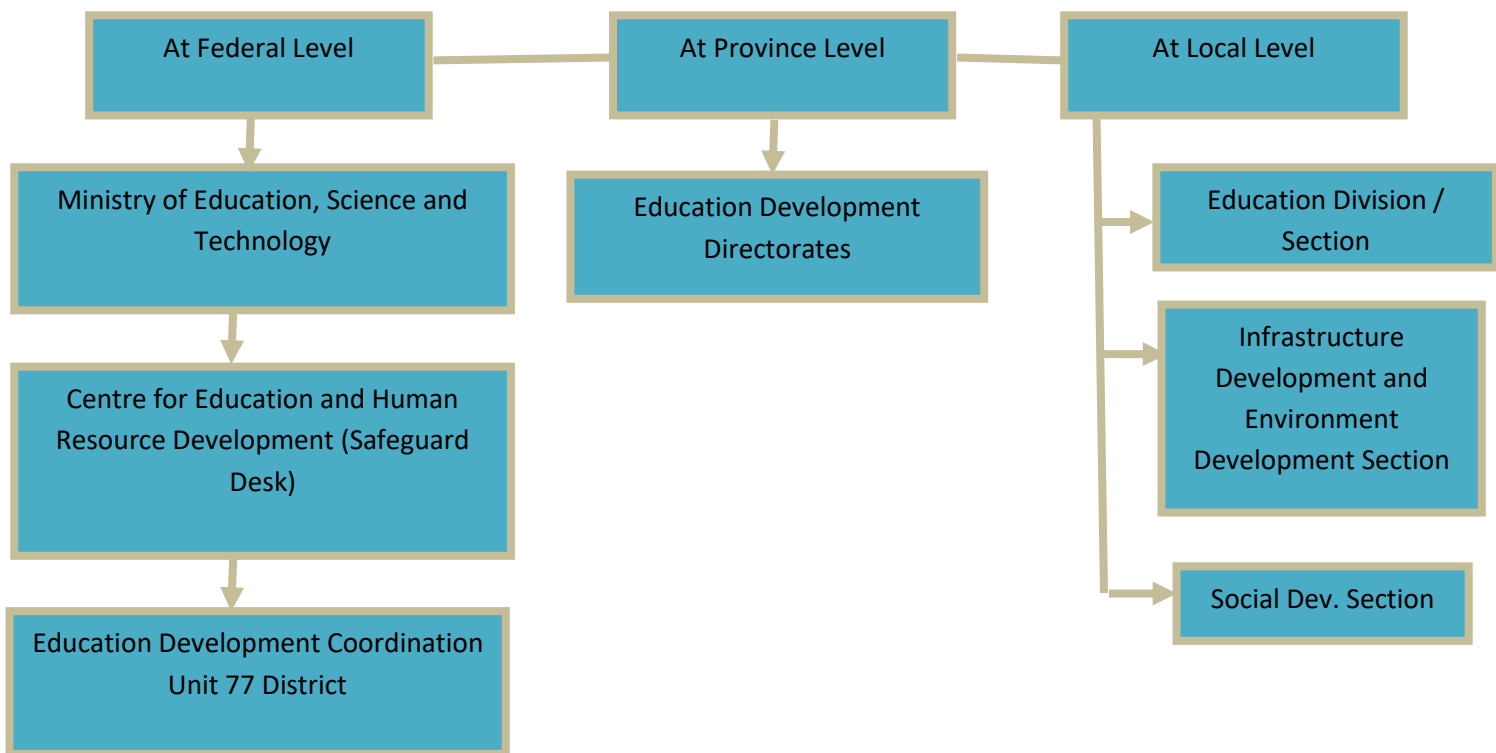 At Federal Level
At Province Level
At Local Level
Ministry of Education, Science and
Technology
Education Development
Directorates
Education Division /
Section
Centre for Education and Human
Resource Development (Safeguard
Desk)
Infrastructure
Development and
Environment
Development Section
Education Development Coordination
Unit 77 District
Social Dev. Section